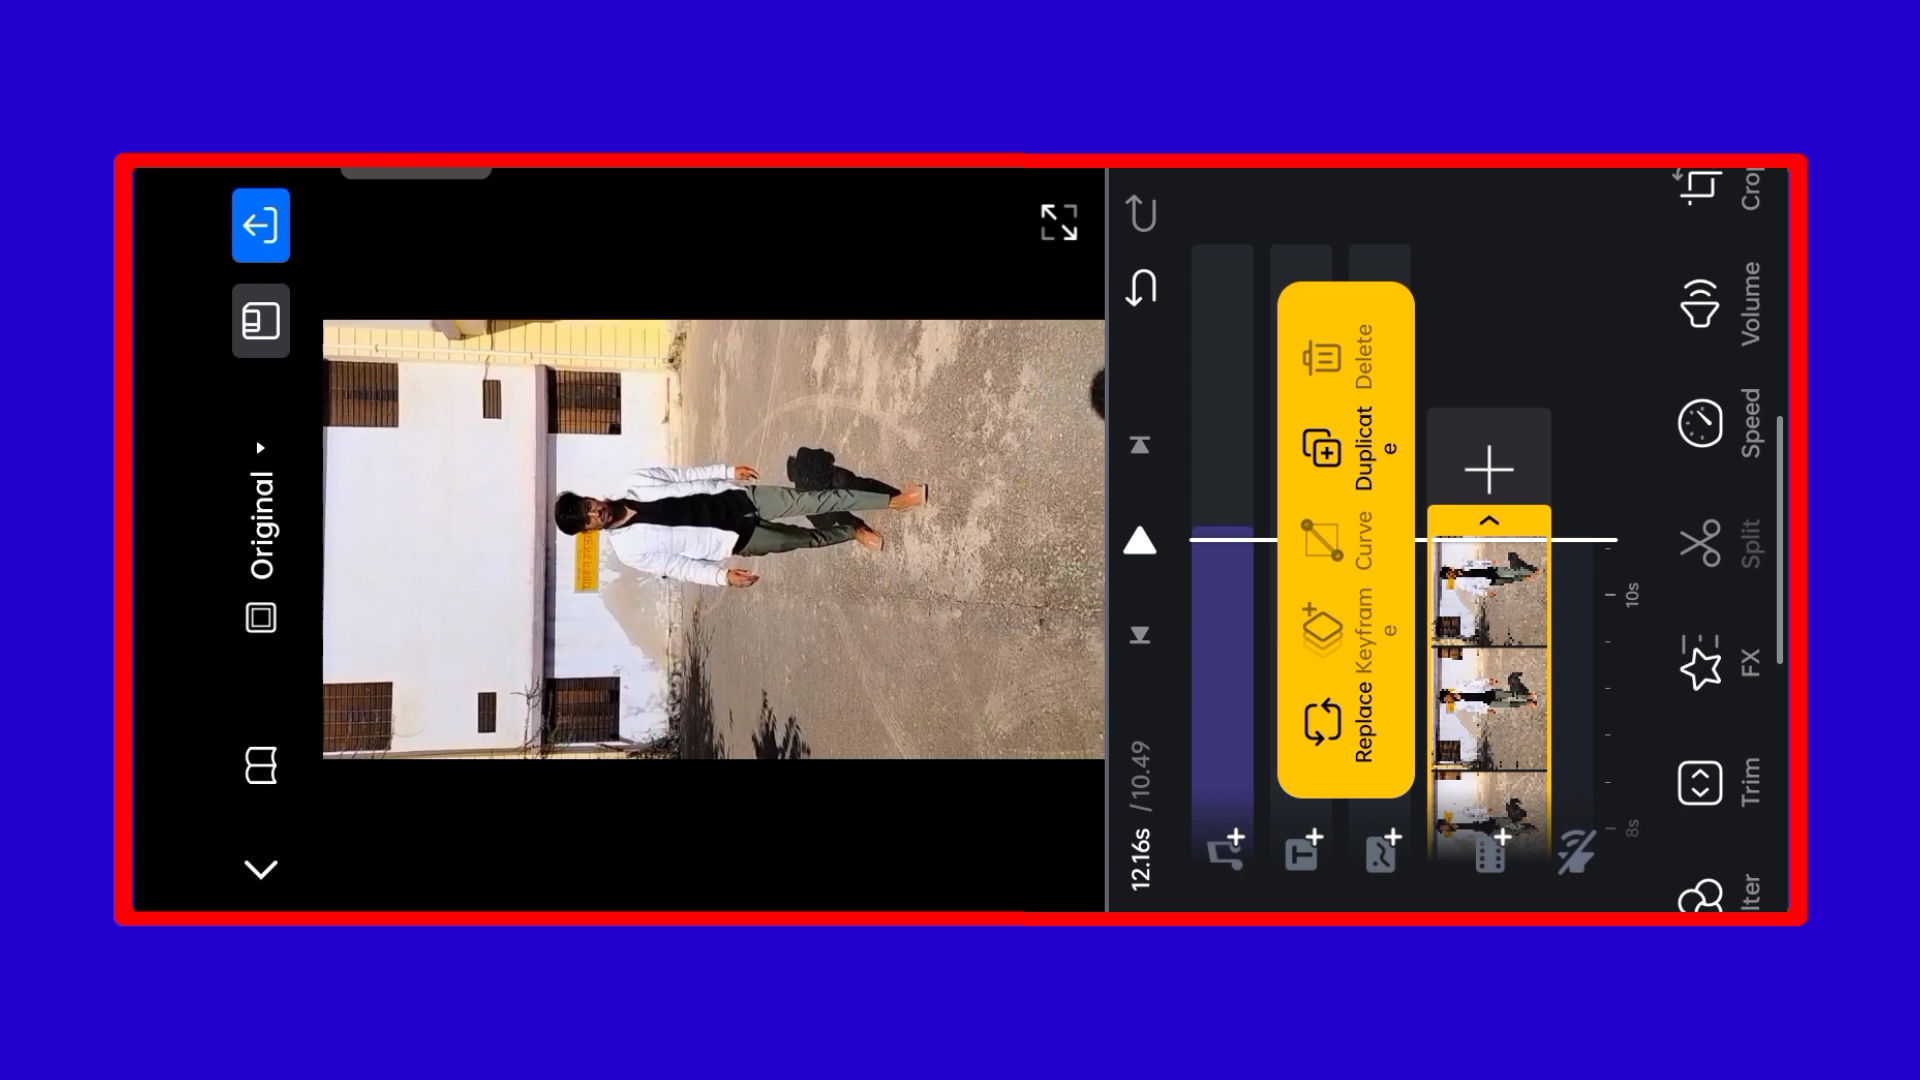 Original
12.16s /10.49
Replace
Keyfram
e
Curve
Duplicat
e
Delete
8s
10s
lter
Trim
FX
Split
Speed
Volume
Crop